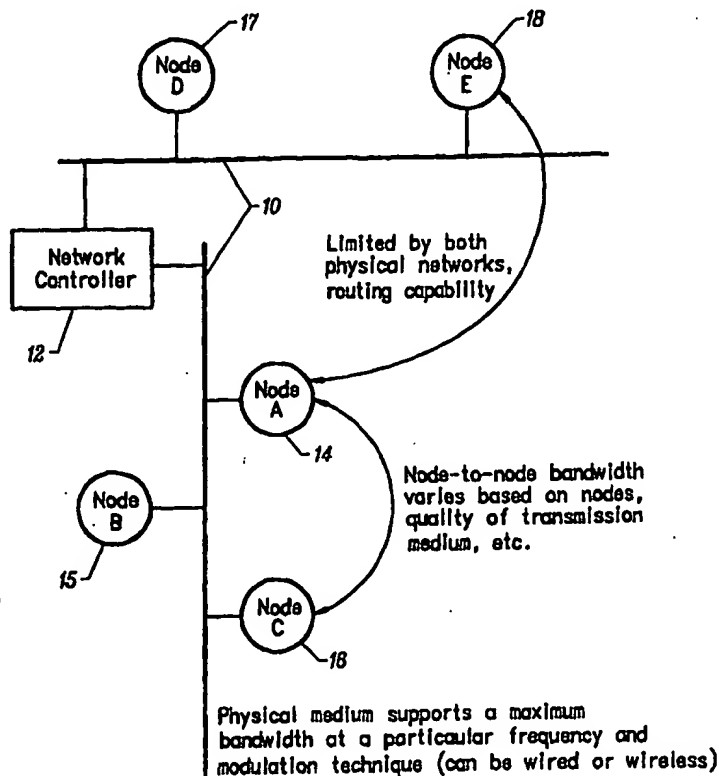 17
18
Node
D
Node
E
10
Network
Controller
12
Limited by both
physical networks,
routing capability
Node
A
14
Node
B
15
Node-to-node bandwidth
varies based on nodes,
quality of transmission
medium, etc.
Node
C
18
Physical medium supports a maximum
bandwidth at a particaular frequency and
modulation technique (can be wired or wireless)